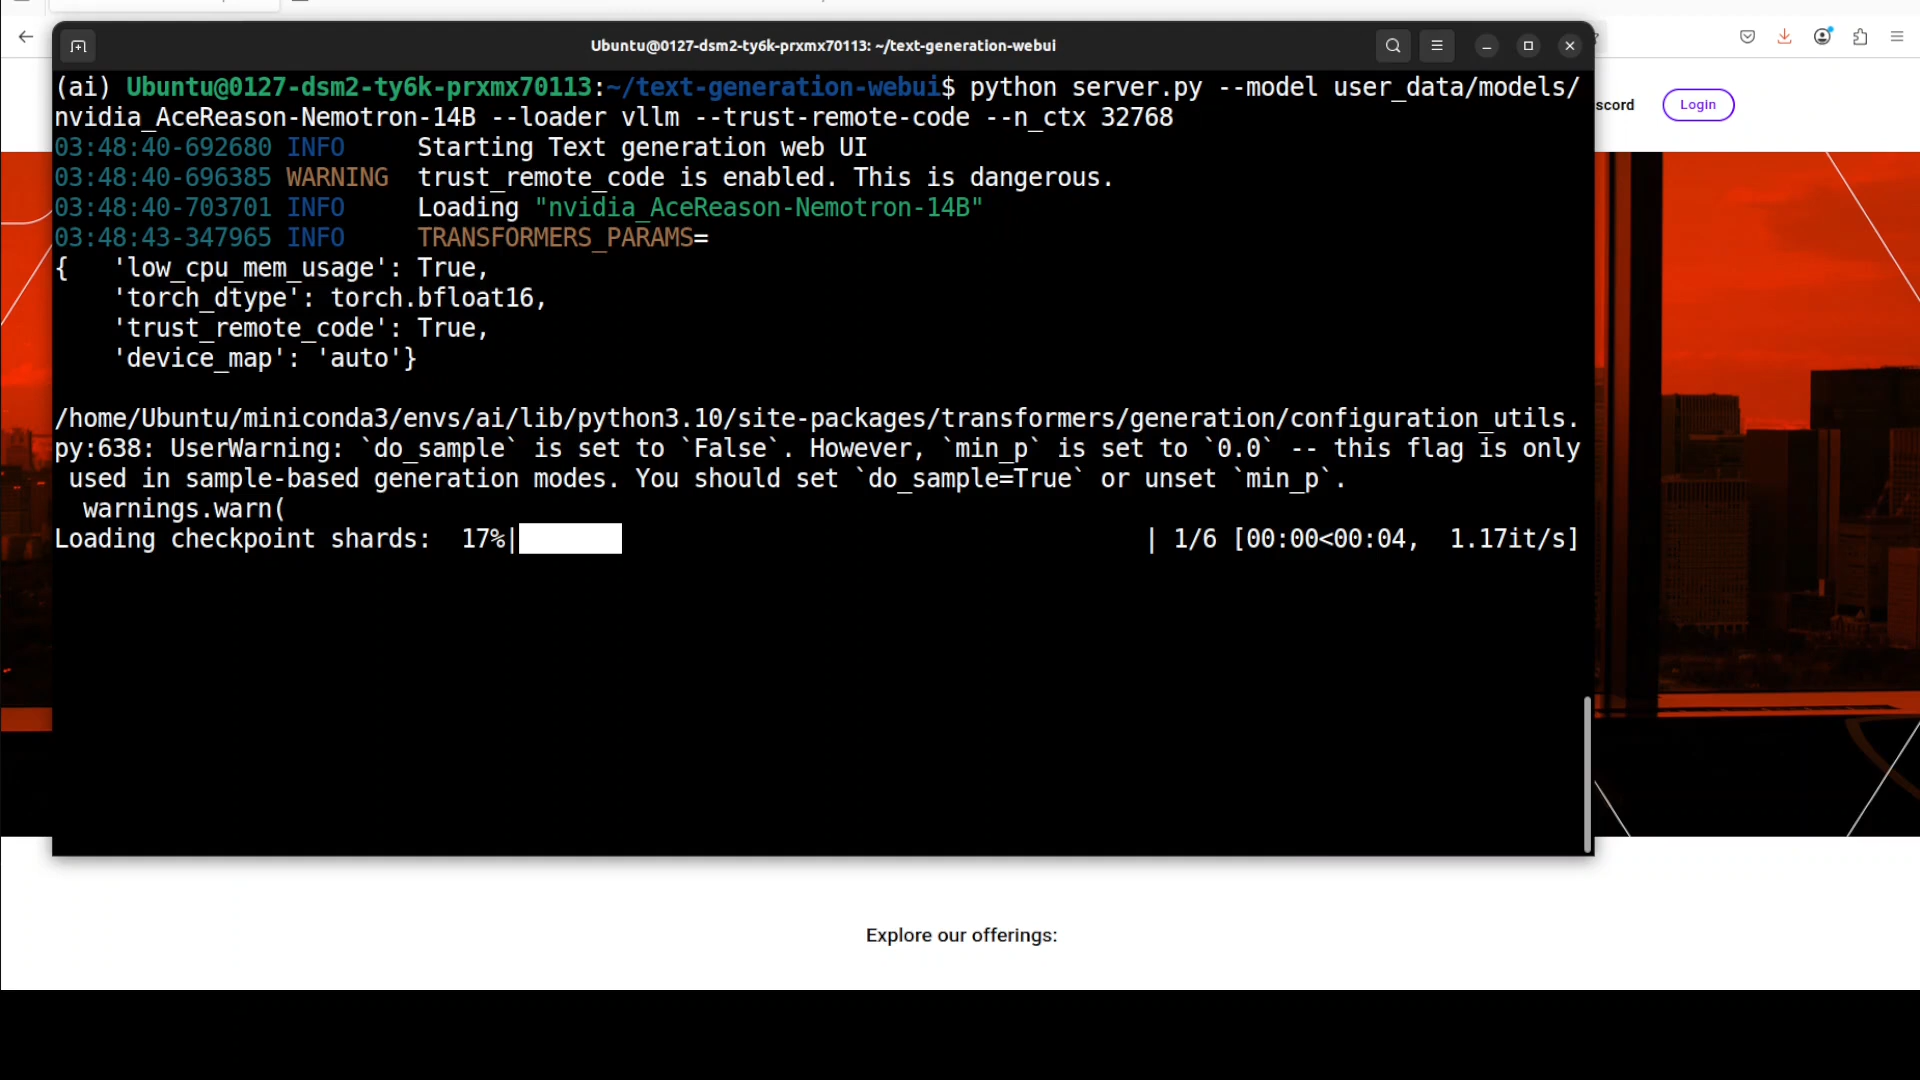 Ubuntu@0127-dsm2-ty6k-prxmx70113: ~/text-generation-webui
(ai) Ubuntu@0127-dsm2-ty6k-prxmx70113:~/text-generation-webui$ python server.py --model user_data/models/
nvidia_AceReason-Nemotron-14B --loader vllm --trust-remote-code --n_ctx 32768
03:48:40-692680 INFO     Starting Text generation web UI
03:48:40-696385 WARNING  trust_remote_code is enabled. This is dangerous.
03:48:40-703701 INFO     Loading "nvidia_AceReason-Nemotron-14B"
03:48:43-347965 INFO     TRANSFORMERS_PARAMS=
{   'low_cpu_mem_usage': True,
    'torch_dtype': torch.bfloat16,
    'trust_remote_code': True,
    'device_map': 'auto'}
/home/Ubuntu/miniconda3/envs/ai/lib/python3.10/site-packages/transformers/generation/configuration_utils.
py:638: UserWarning: `do_sample` is set to `False`. However, `min_p` is set to `0.0` -- this flag is only
 used in sample-based generation modes. You should set `do_sample=True` or unset `min_p`.
  warnings.warn(
Loading checkpoint shards:  17%|       | 1/6 [00:00<00:04,  1.17it/s]
scord
Login
Explore our offerings: